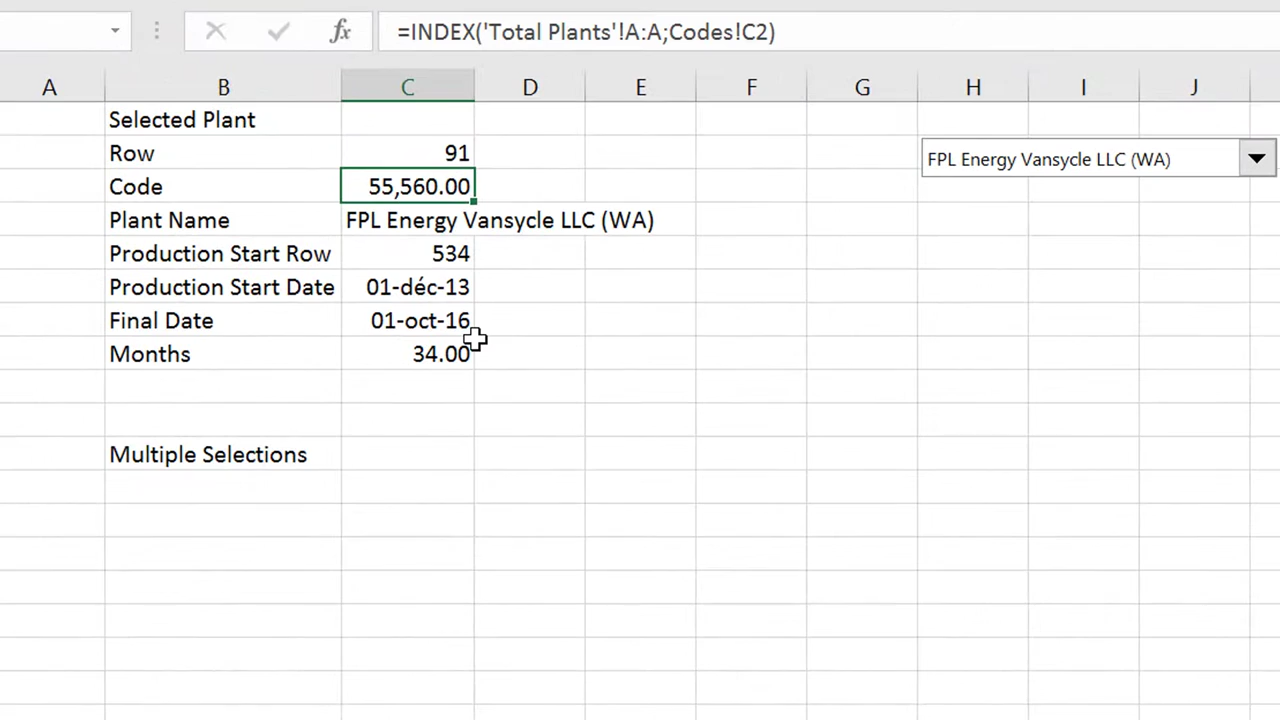 fx =INDEX('Total Plants'!A:A;Codes!C2)
A B C D E F G H I J
Selected Plant
Row 91 FPL Energy Vansycle LLC (WA)
Code 55,560.00
Plant Name FPL Energy Vansycle LLC (WA)
Production Start Row 534
Production Start Date 01-déc-13
Final Date 01-oct-16
Months 34.00
Multiple Selections